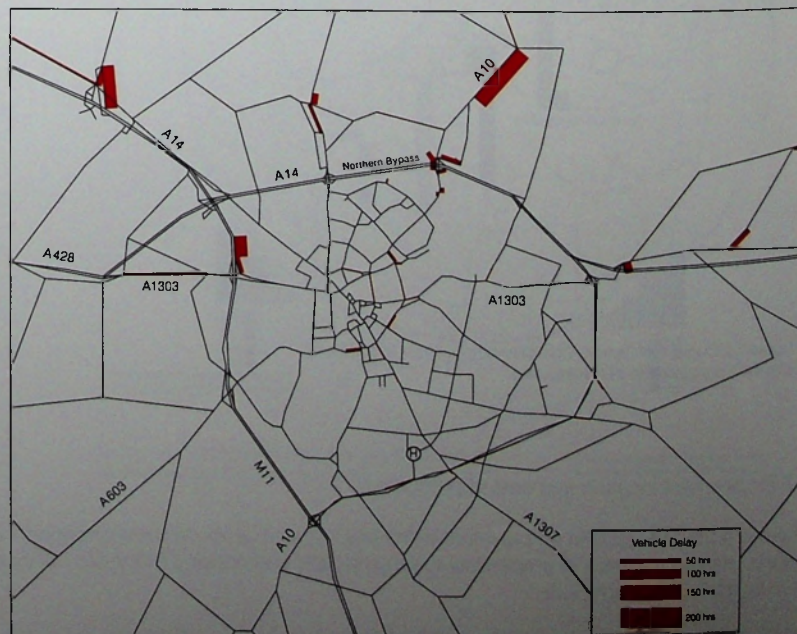 A10
A14
Northern Bypass
A14
A428
A1303
A1303
H
M11
A603
A10
A1307
Vehicle Delay
50 hrs
100 hrs
150 hrs
200 hrs